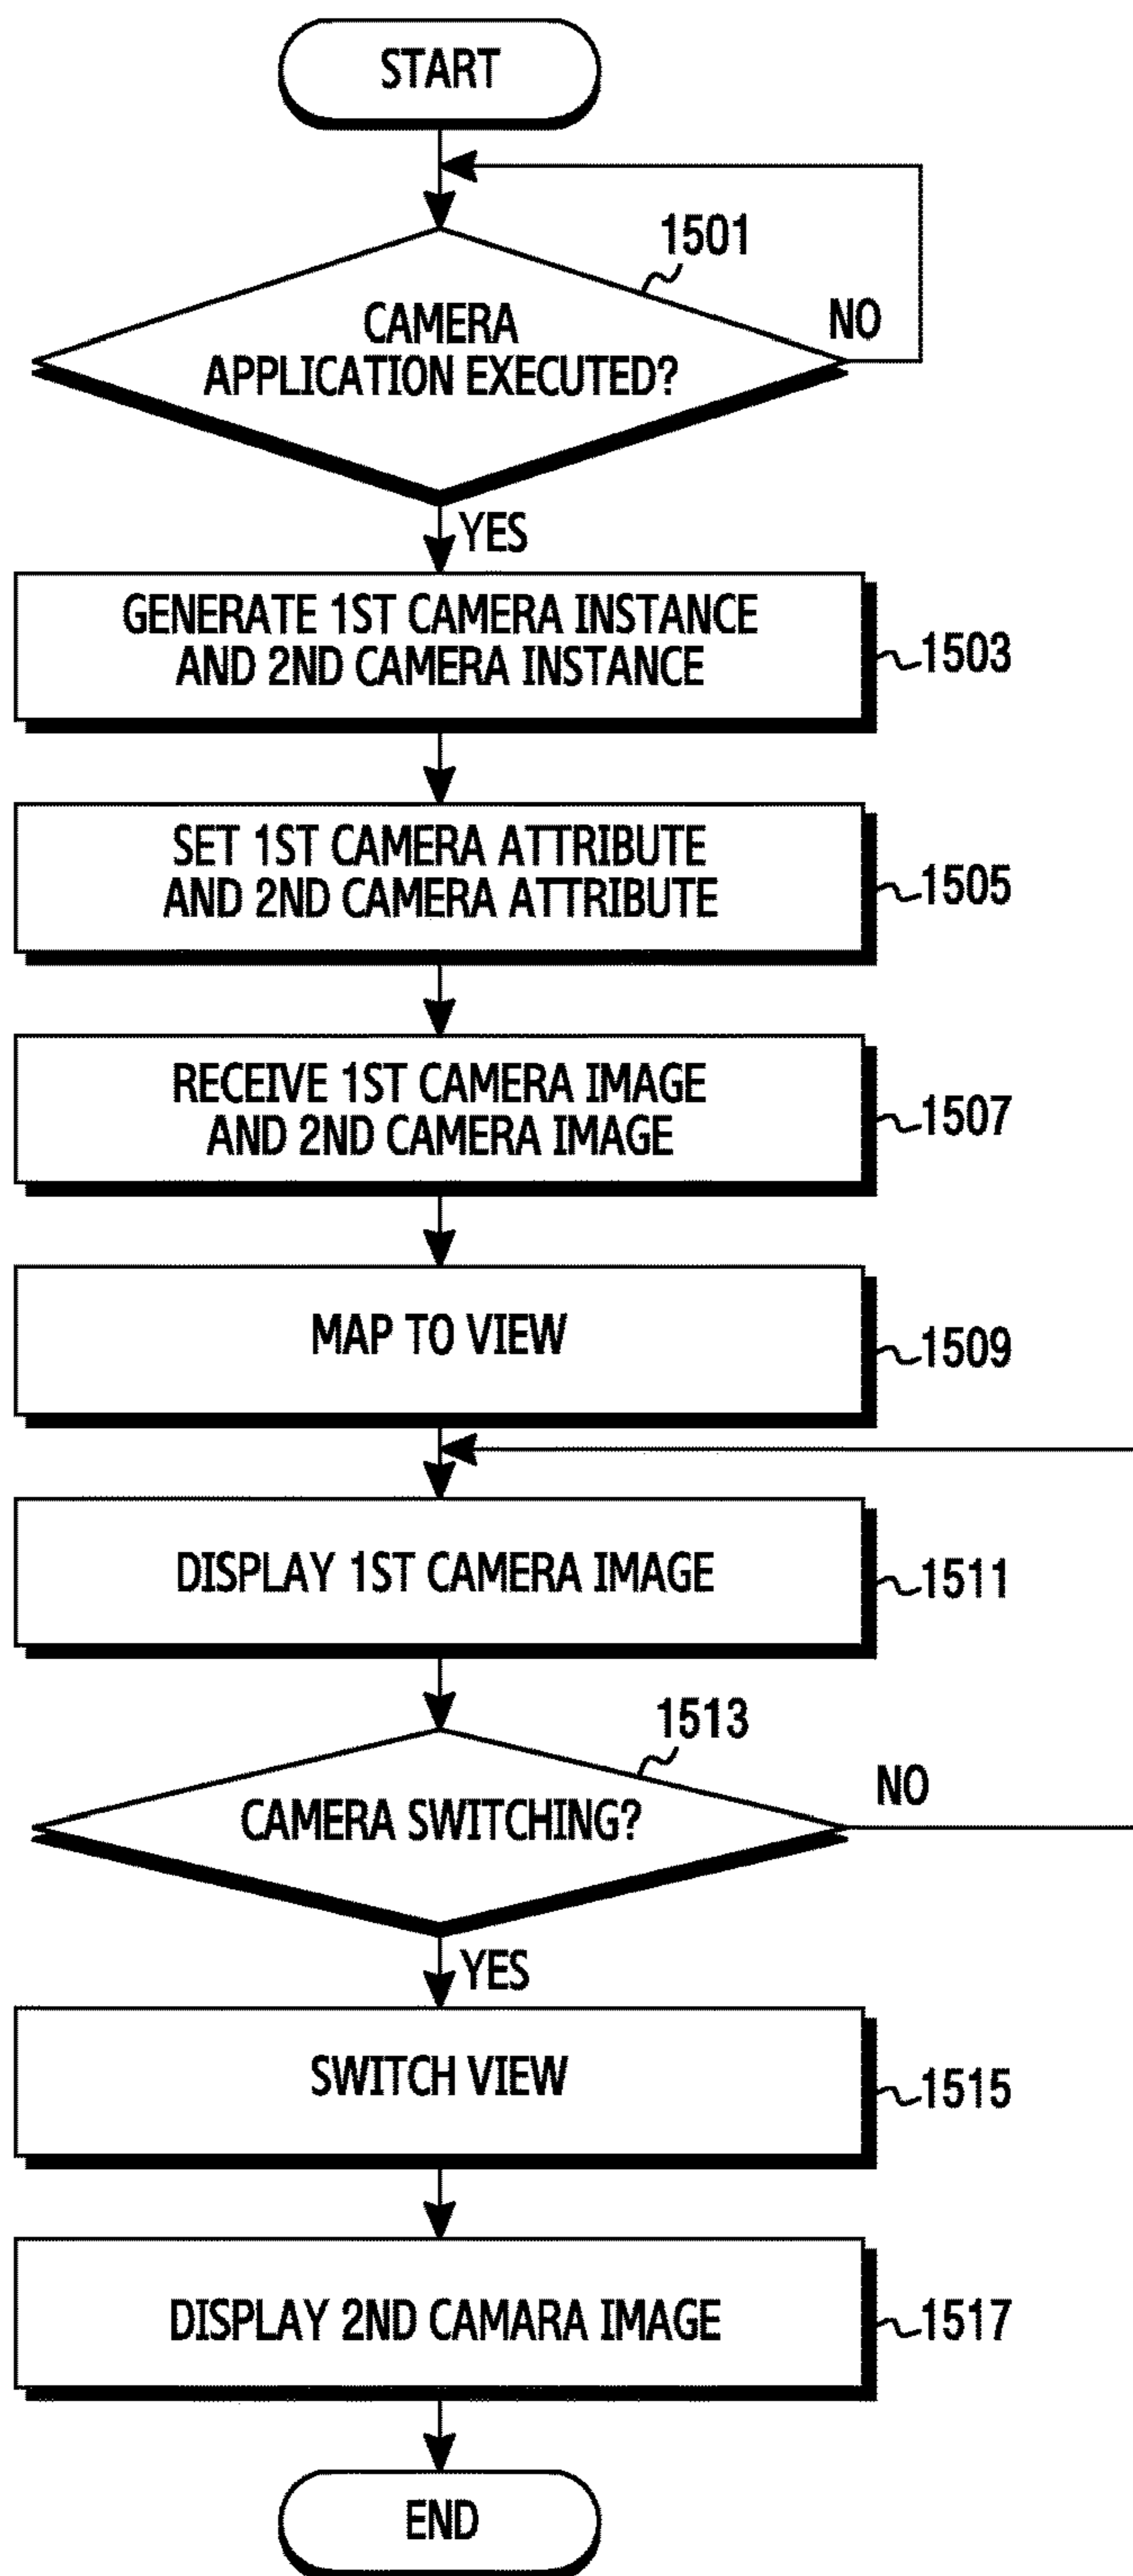 START
1501
CAMERA
APPLICATION EXECUTED?
NO
YES
GENERATE 1ST CAMERA INSTANCE
AND 2ND CAMERA INSTANCE
1503
SET 1ST CAMERA ATTRIBUTE
AND 2ND CAMERA ATTRIBUTE
1505
RECEIVE 1ST CAMERA IMAGE
AND 2ND CAMERA IMAGE
1507
MAP TO VIEW
1509
DISPLAY 1ST CAMERA IMAGE
1511
1513
CAMERA SWITCHING?
NO
YES
SWITCH VIEW
1515
DISPLAY 2ND CAMARA IMAGE
1517
END